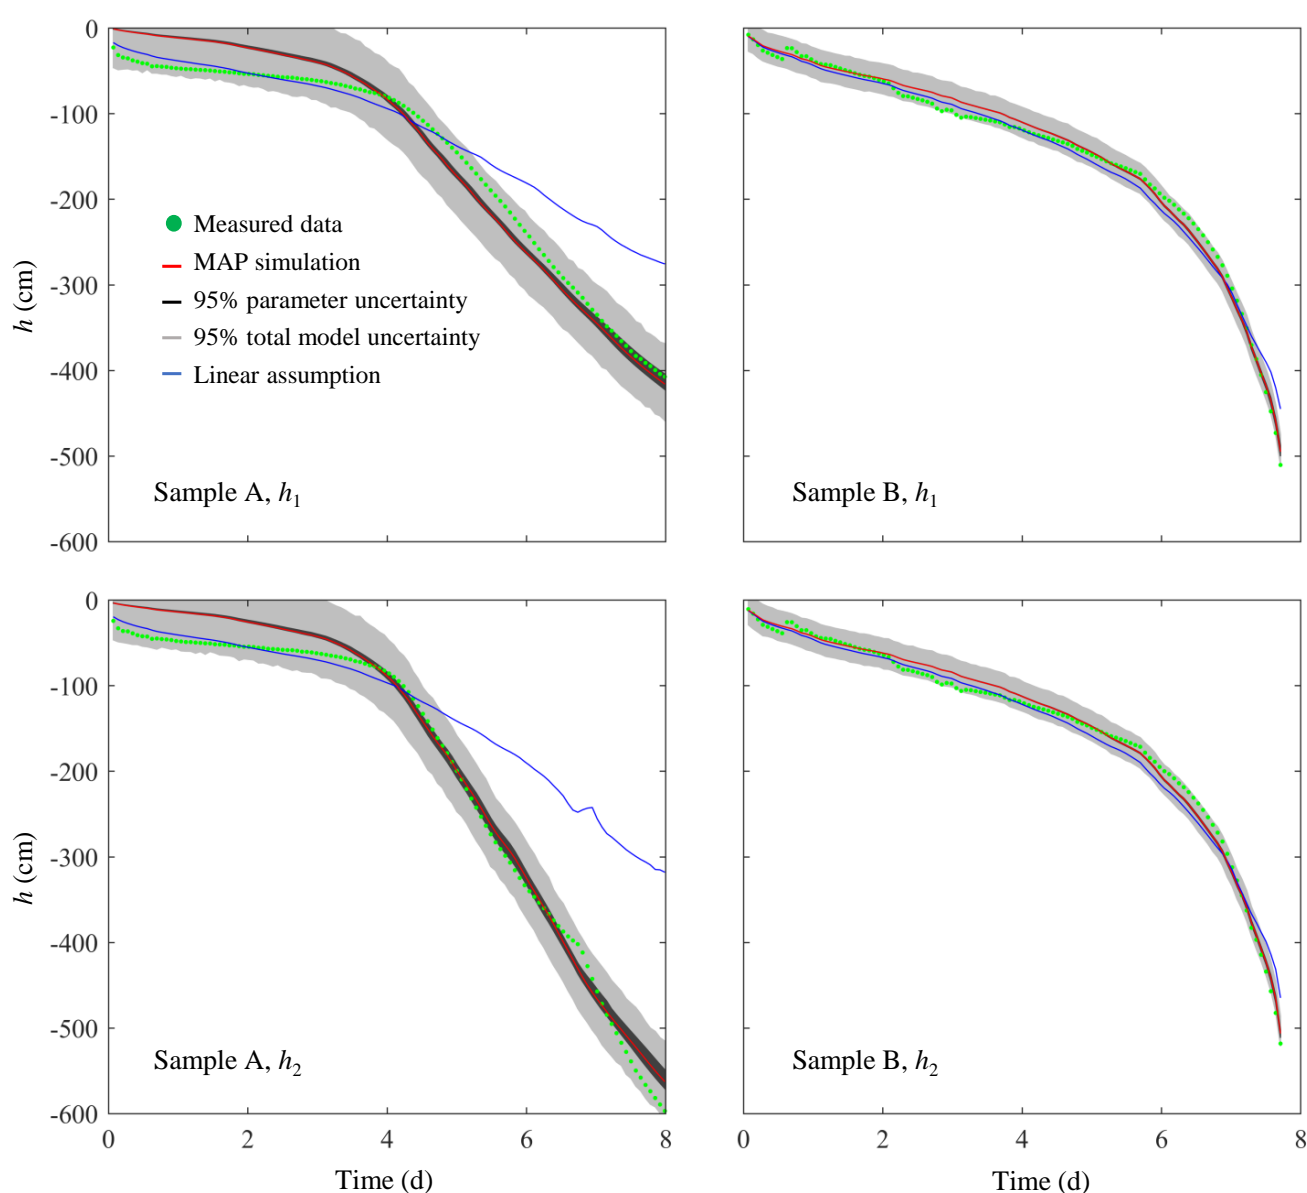 0
-100
-200
-300
-400
-500
-600
h (cm)
Measured data
MAP simulation
95% parameter uncertainty
95% total model uncertainty
Linear assumption
Sample A, h1
Sample B, h1
0
-100
-200
-300
-400
-500
-600
h (cm)
Sample A, h2
Sample B, h2
0 2 4 6 8
0 2 4 6 8
Time (d)
Time (d)